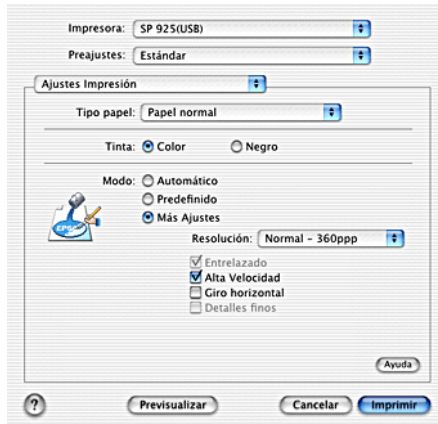 Impresora: SP 925(USB)
Preajustes: Estándar
Ajustes Impresión
Tipo papel: Papel normal
Tinta: Color Negro
Modo: Automático
Predefinido
Más Ajustes
EPSON
Resolución: Normal - 360ppp
Entrelazado
Alta Velocidad
Giro horizontal
Detalles finos
Ayuda
? Previsualizar Cancelar Imprimir